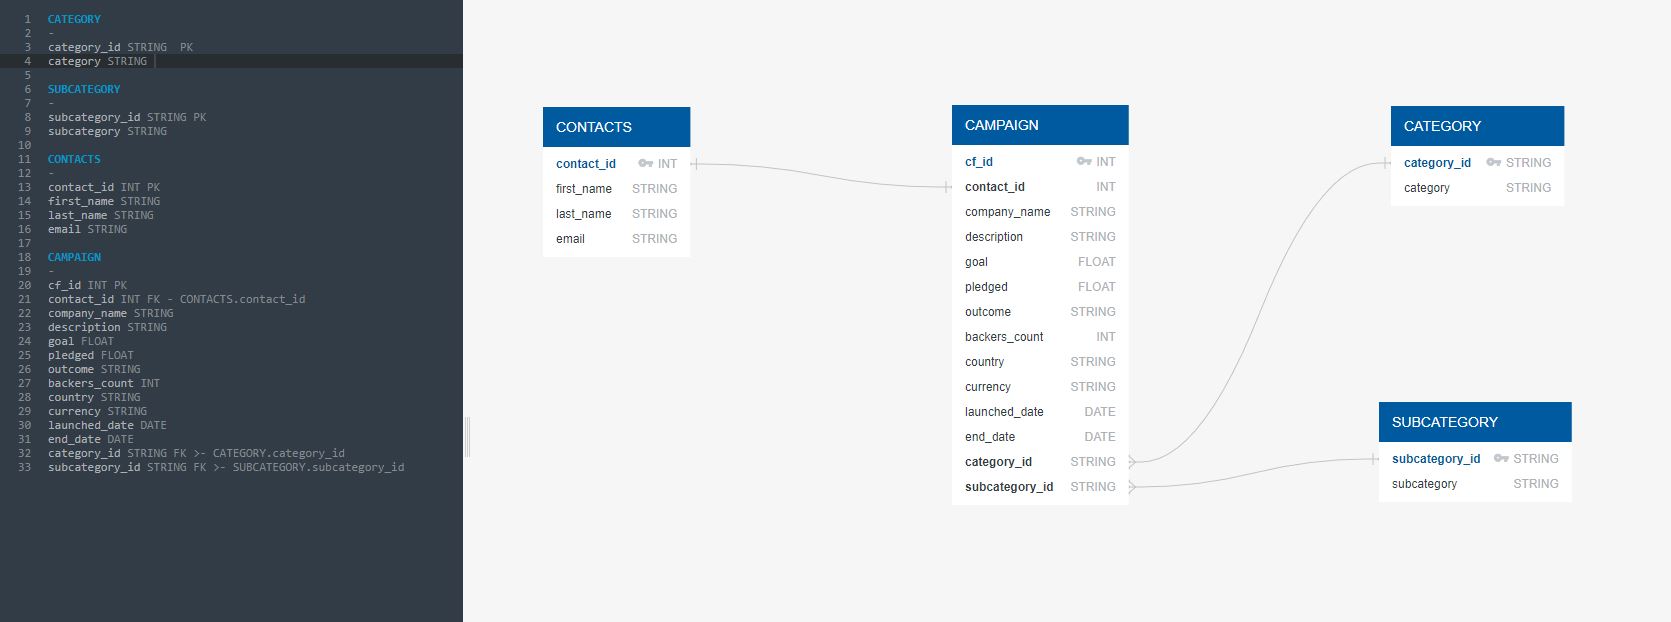 1 CATEGORY
2 -
3 category_id STRING  PK
4 category STRING
5
6 SUBCATEGORY
7 -
8 subcategory_id STRING PK
9 subcategory STRING
10
11 CONTACTS
12 -
13 contact_id INT PK
14 first_name STRING
15 last_name STRING
16 email STRING
17
18 CAMPAIGN
19 -
20 cf_id INT PK
21 contact_id INT FK - CONTACTS.contact_id
22 company_name STRING
23 description STRING
24 goal FLOAT
25 pledged FLOAT
26 outcome STRING
27 backers_count INT
28 country STRING
29 currency STRING
30 launched_date DATE
31 end_date DATE
32 category_id STRING FK >- CATEGORY.category_id
33 subcategory_id STRING FK >- SUBCATEGORY.subcategory_id
CONTACTS
contact_id INT
first_name STRING
last_name STRING
email STRING
CAMPAIGN
cf_id INT
contact_id INT
company_name STRING
description STRING
goal FLOAT
pledged FLOAT
outcome STRING
backers_count INT
country STRING
currency STRING
launched_date DATE
end_date DATE
category_id STRING
subcategory_id STRING
CATEGORY
category_id STRING
category STRING
SUBCATEGORY
subcategory_id STRING
subcategory STRING